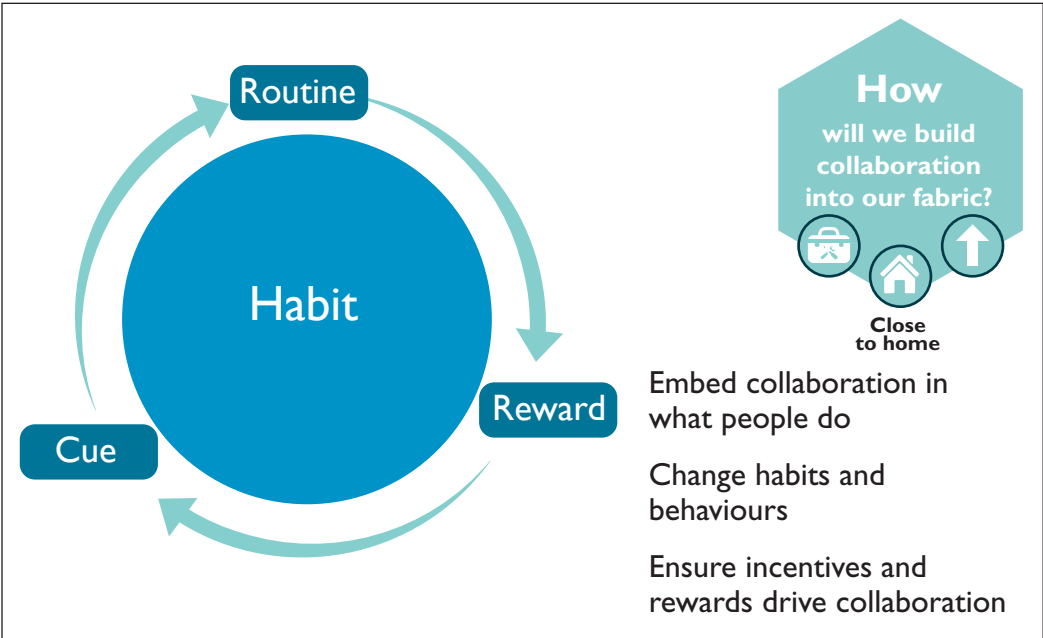 Routine
Habit
Reward
Cue
How
will we build
collaboration
into our fabric?
Close
to home
Embed collaboration in
what people do
Change habits and
behaviours
Ensure incentives and
rewards drive collaboration